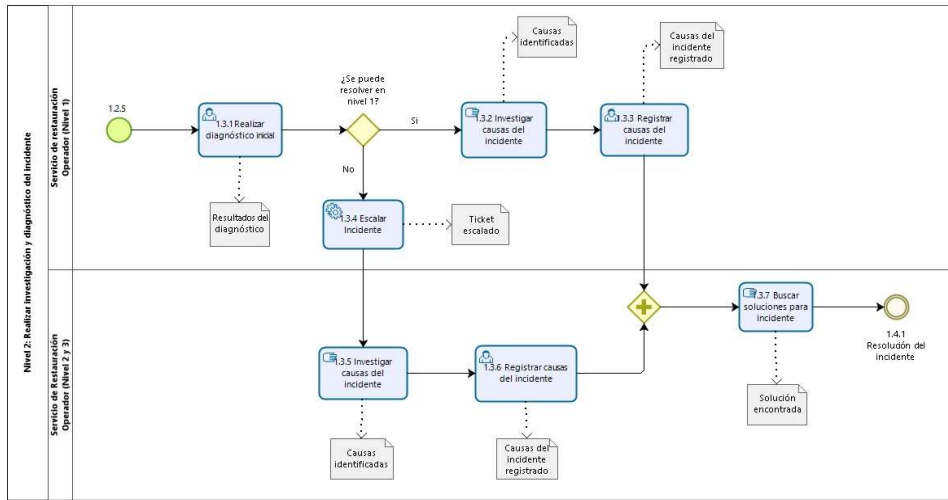 Nivel 2: Realizar investigación y diagnóstico del incidente
Servicio de restauración
Operador (Nivel 1)
1.2.5
1.3.1 Realizar
diagnóstico inicial
Resultados del
diagnóstico
¿Se puede
resolver en
nivel 1?
Si
No
1.3.2 Investigar
causas del
incidente
Causas
identificadas
1.3.3 Registrar
causas del
incidente
Causas del
incidente
registrado
1.3.4 Escalar
Incidente
Ticket
escalado
Servicio de Restauración
Operador (Nivel 2 y 3)
1.3.5 Investigar
causas del
incidente
Causas
identificadas
1.3.6 Registrar causas
del incidente
Causas del
incidente
registrado
1.3.7 Buscar
soluciones para
incidente
Solución
encontrada
1.4.1
Resolución del
incidente